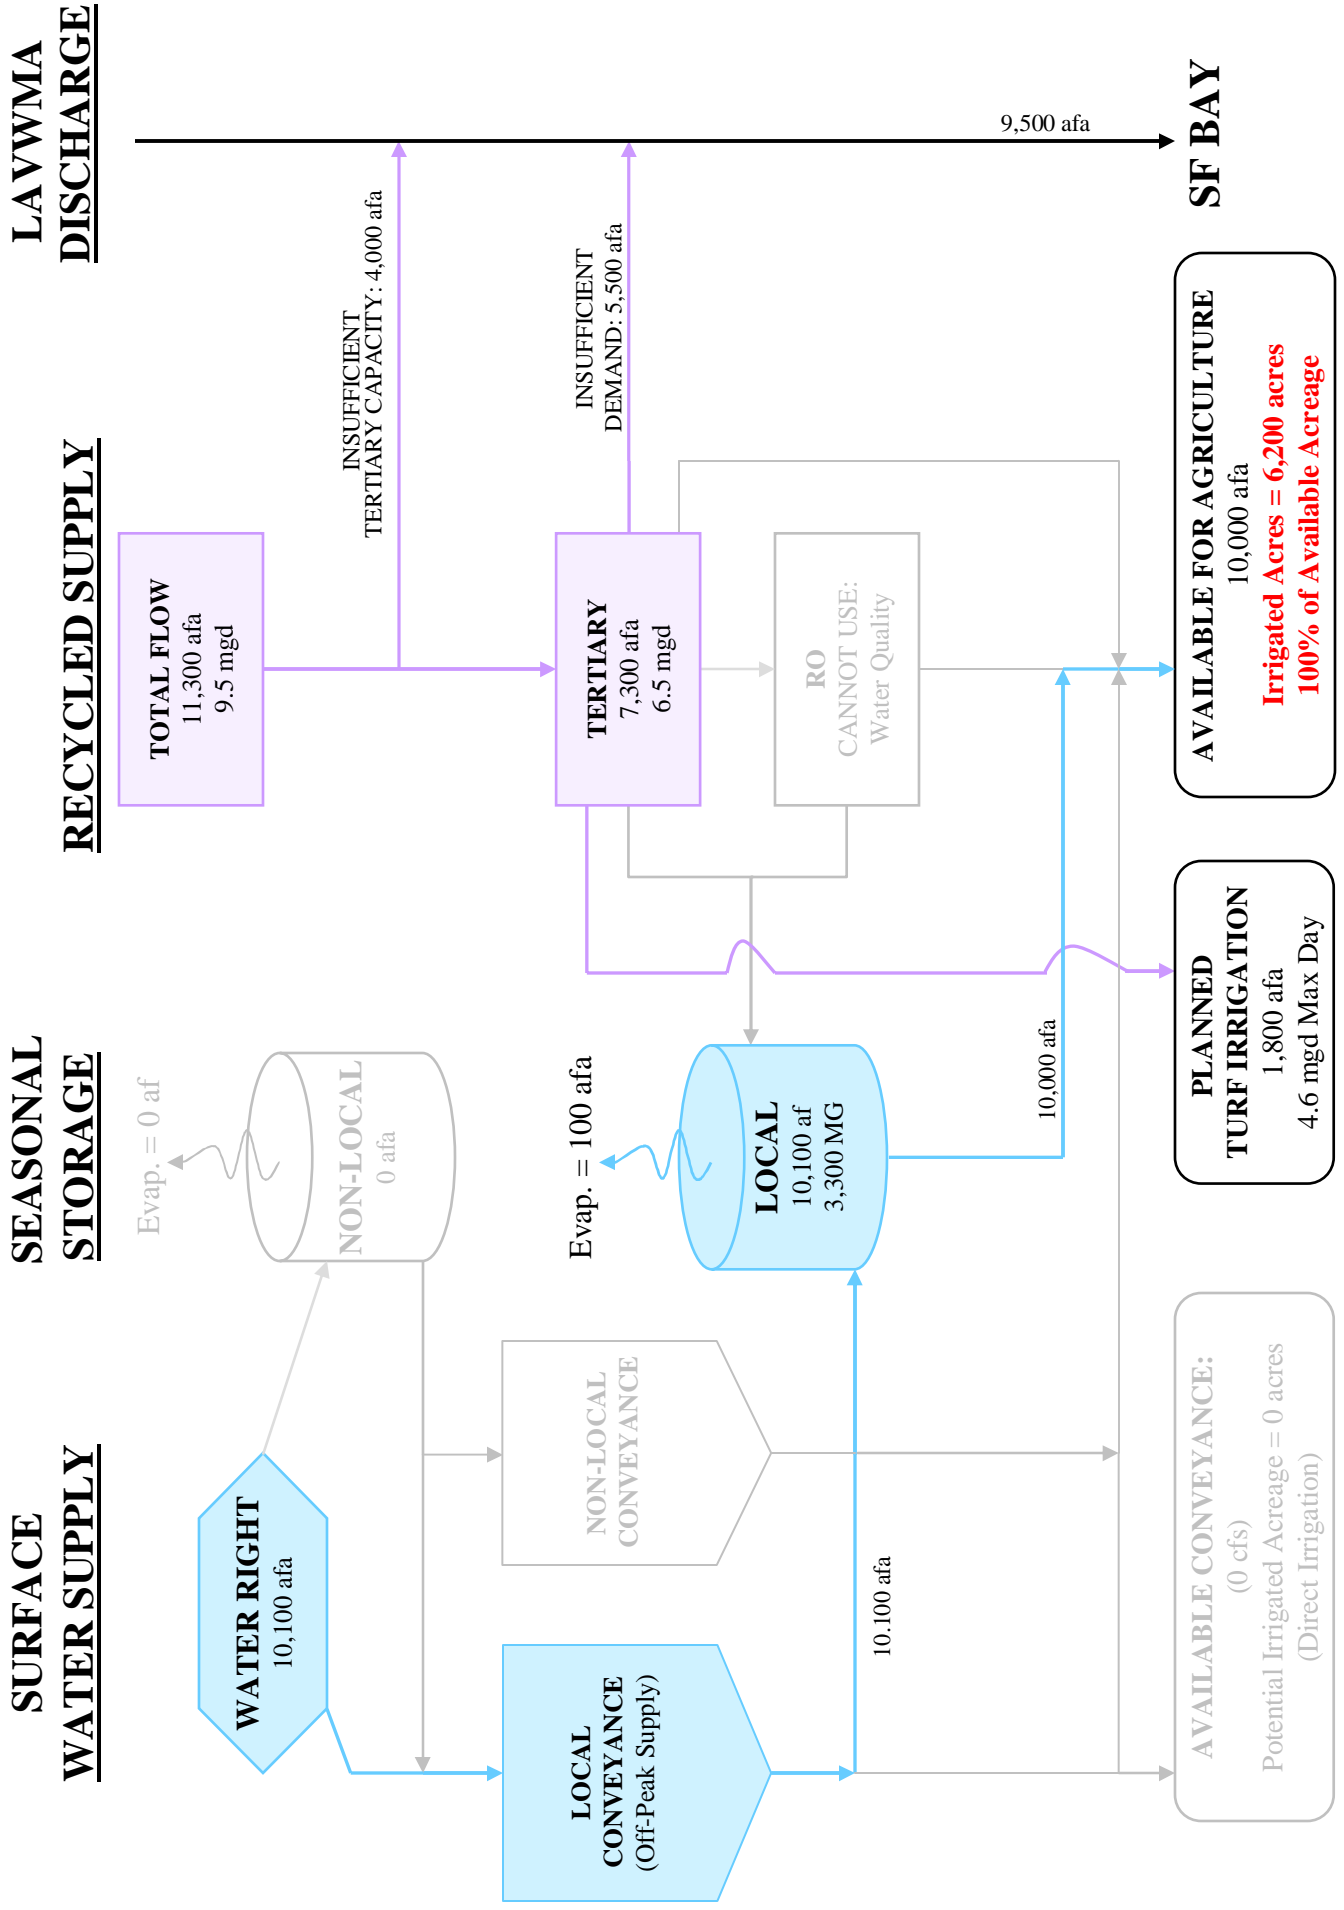 SURFACE
WATER SUPPLY
SEASONAL
STORAGE
RECYCLED SUPPLY
LAVWMA
DISCHARGE
WATER RIGHT
10,100 afa
Evap. = 0 af
NON-LOCAL
0 afa
TOTAL FLOW
11,300 afa
9.5 mgd
INSUFFICIENT
TERTIARY CAPACITY: 4,000 afa
LOCAL
CONVEYANCE
(Off-Peak Supply)
NON-LOCAL
CONVEYANCE
Evap. = 100 afa
LOCAL
10,100 af
3,300 MG
TERTIARY
7,300 afa
6.5 mgd
INSUFFICIENT
DEMAND: 5,500 afa
RO
CANNOT USE:
Water Quality
10.100 afa
10,000 afa
9,500 afa
AVAILABLE CONVEYANCE:
(0 cfs)
Potential Irrigated Acreage = 0 acres
(Direct Irrigation)
PLANNED
TURF IRRIGATION
1,800 afa
4.6 mgd Max Day
AVAILABLE FOR AGRICULTURE
10,000 afa
Irrigated Acres = 6,200 acres
100% of Available Acreage
SF BAY